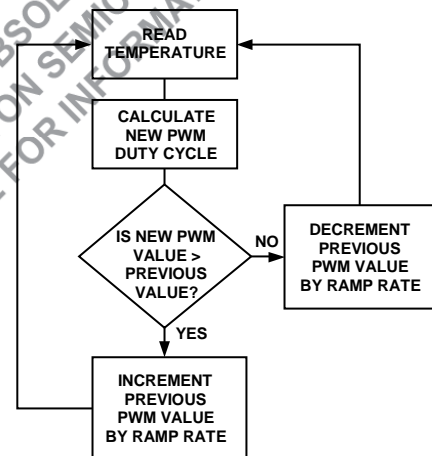 READ
TEMPERATURE
CALCULATE
NEW PWM
DUTY CYCLE
IS NEW PWM
VALUE >
PREVIOUS
VALUE?
NO
DECREMENT
PREVIOUS
PWM VALUE
BY RAMP RATE
YES
INCREMENT
PREVIOUS
PWM VALUE
BY RAMP RATE
FOR